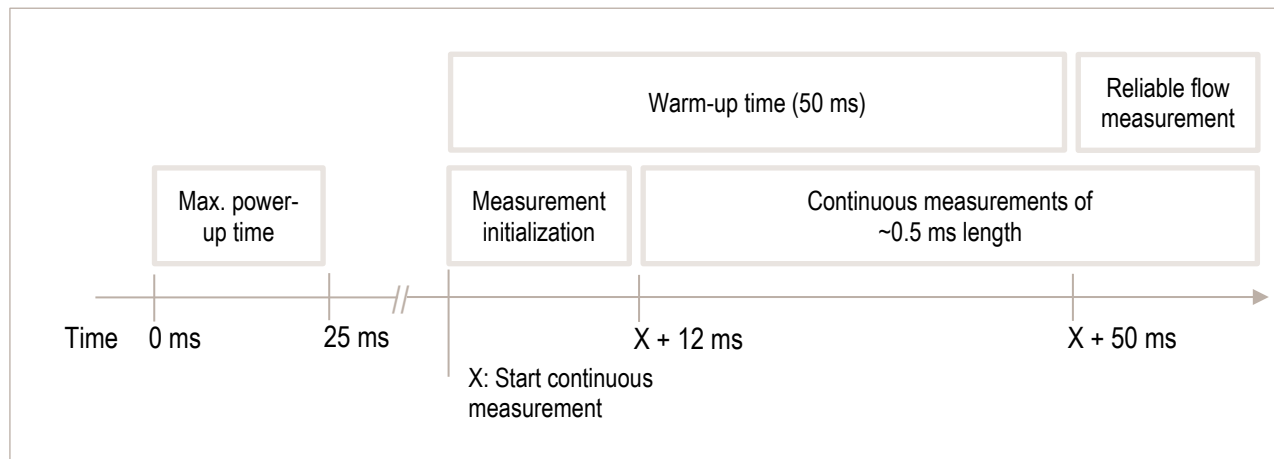 Warm-up time (50 ms)
Reliable flow
measurement
Max. power-
up time
Measurement
initialization
Continuous measurements of
~0.5 ms length
Time 0 ms 25 ms X + 12 ms X + 50 ms
X: Start continuous
measurement